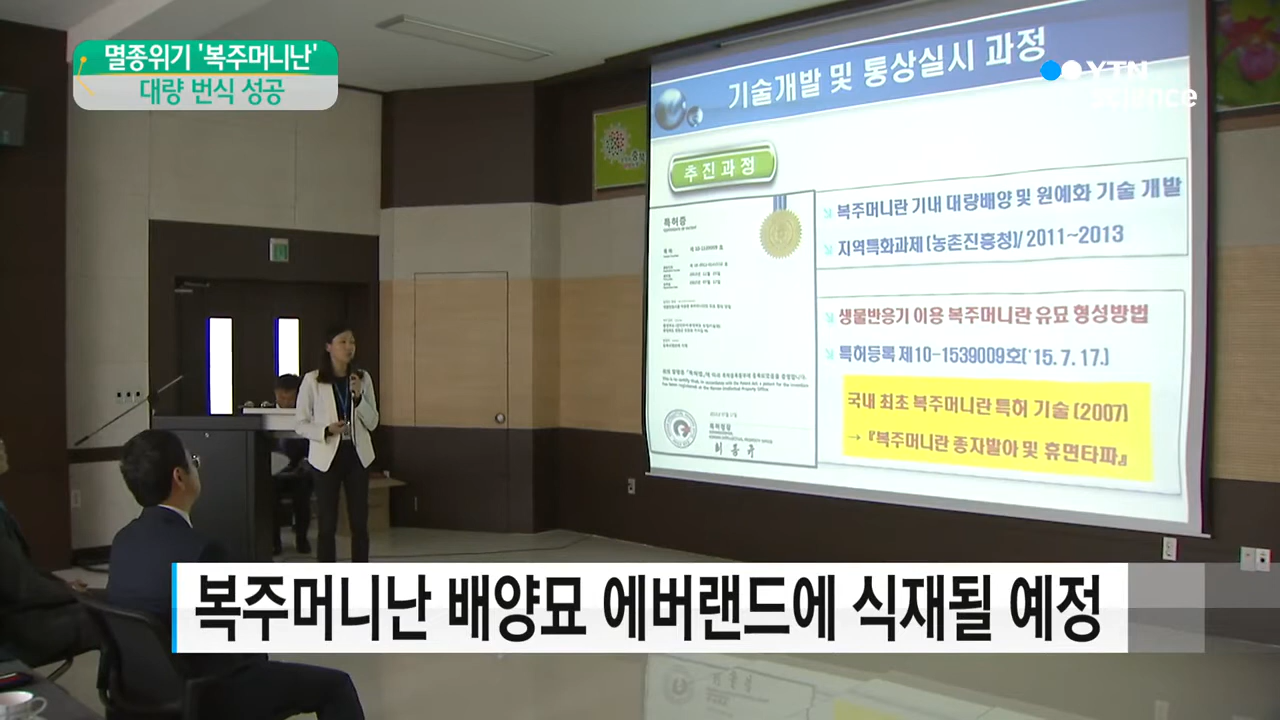 멸종위기 '복주머니난'
대량 번식 성공
YTN
science
기술개발 및 통상실시 과정
추진과정
특허증
복주머니란 기내 대량배양 및 원예화 기술 개발
지역특화과제(농촌진흥청)/ 2011~2013
생물반응기 이용 복주머니란 유묘 형성방법
특허등록 제10-1539009호('15. 7. 17.)
국내 최초 복주머니란 특허 기술 (2007)
→ 『복주머니란 종자발아 및 휴면타파』
복주머니난 배양묘 에버랜드에 식재될 예정